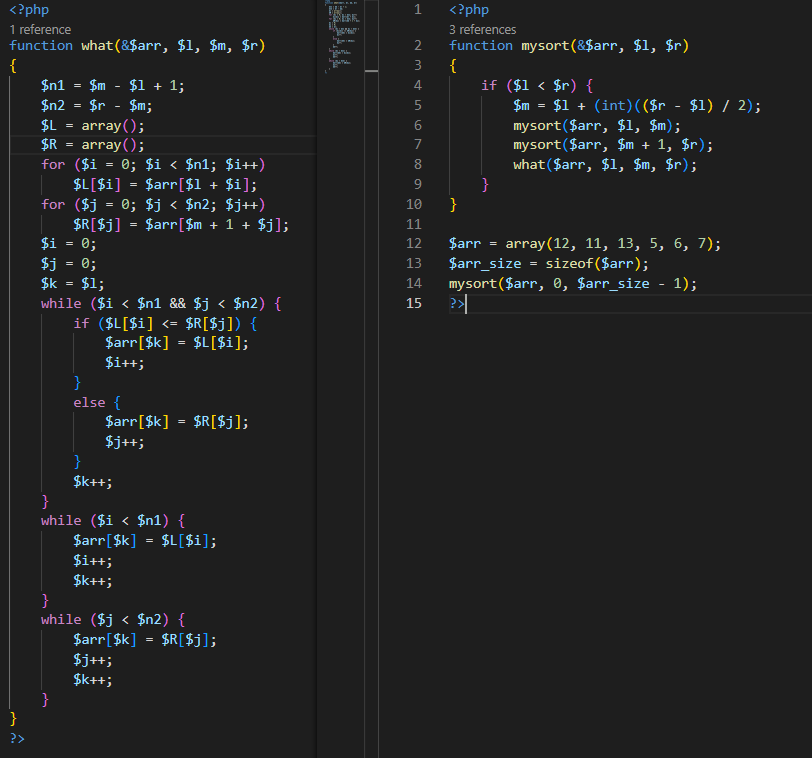 <?php
1 reference
function what(&$arr, $l, $m, $r)
{
    $n1 = $m - $l + 1;
    $n2 = $r - $m;
    $L = array();
    $R = array();
    for ($i = 0; $i < $n1; $i++)
        $L[$i] = $arr[$l + $i];
    for ($j = 0; $j < $n2; $j++)
        $R[$j] = $arr[$m + 1 + $j];
    $i = 0;
    $j = 0;
    $k = $l;
    while ($i < $n1 && $j < $n2) {
        if ($L[$i] <= $R[$j]) {
            $arr[$k] = $L[$i];
            $i++;
        }
        else {
            $arr[$k] = $R[$j];
            $j++;
        }
        $k++;
    }
    while ($i < $n1) {
        $arr[$k] = $L[$i];
        $i++;
        $k++;
    }
    while ($j < $n2) {
        $arr[$k] = $R[$j];
        $j++;
        $k++;
    }
}
?>
1 <?php
3 references
2 function mysort(&$arr, $l, $r)
3 {
4     if ($l < $r) {
5         $m = $l + (int)(($r - $l) / 2);
6         mysort($arr, $l, $m);
7         mysort($arr, $m + 1, $r);
8         what($arr, $l, $m, $r);
9     }
10 }
11
12 $arr = array(12, 11, 13, 5, 6, 7);
13 $arr_size = sizeof($arr);
14 mysort($arr, 0, $arr_size - 1);
15 ?>